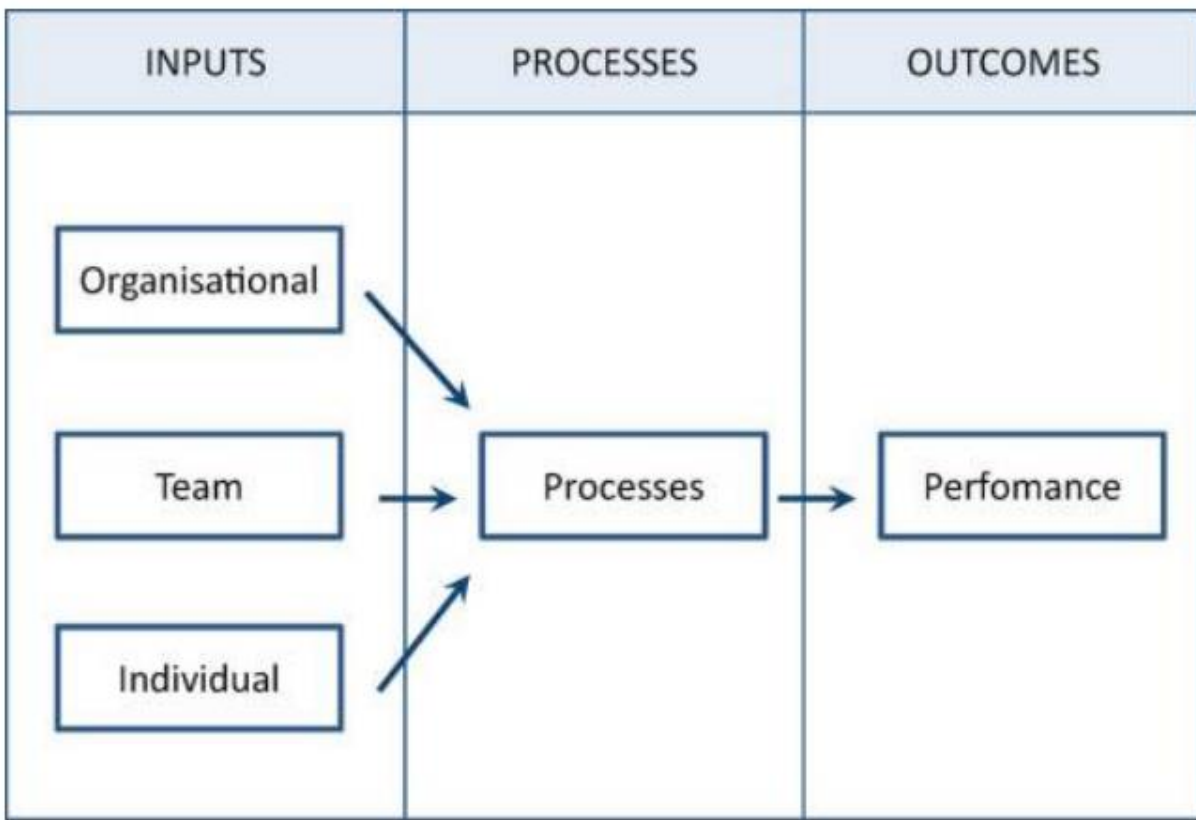 INPUTS
PROCESSES
OUTCOMES
Organisational
Team
Processes
Perfomance
Individual